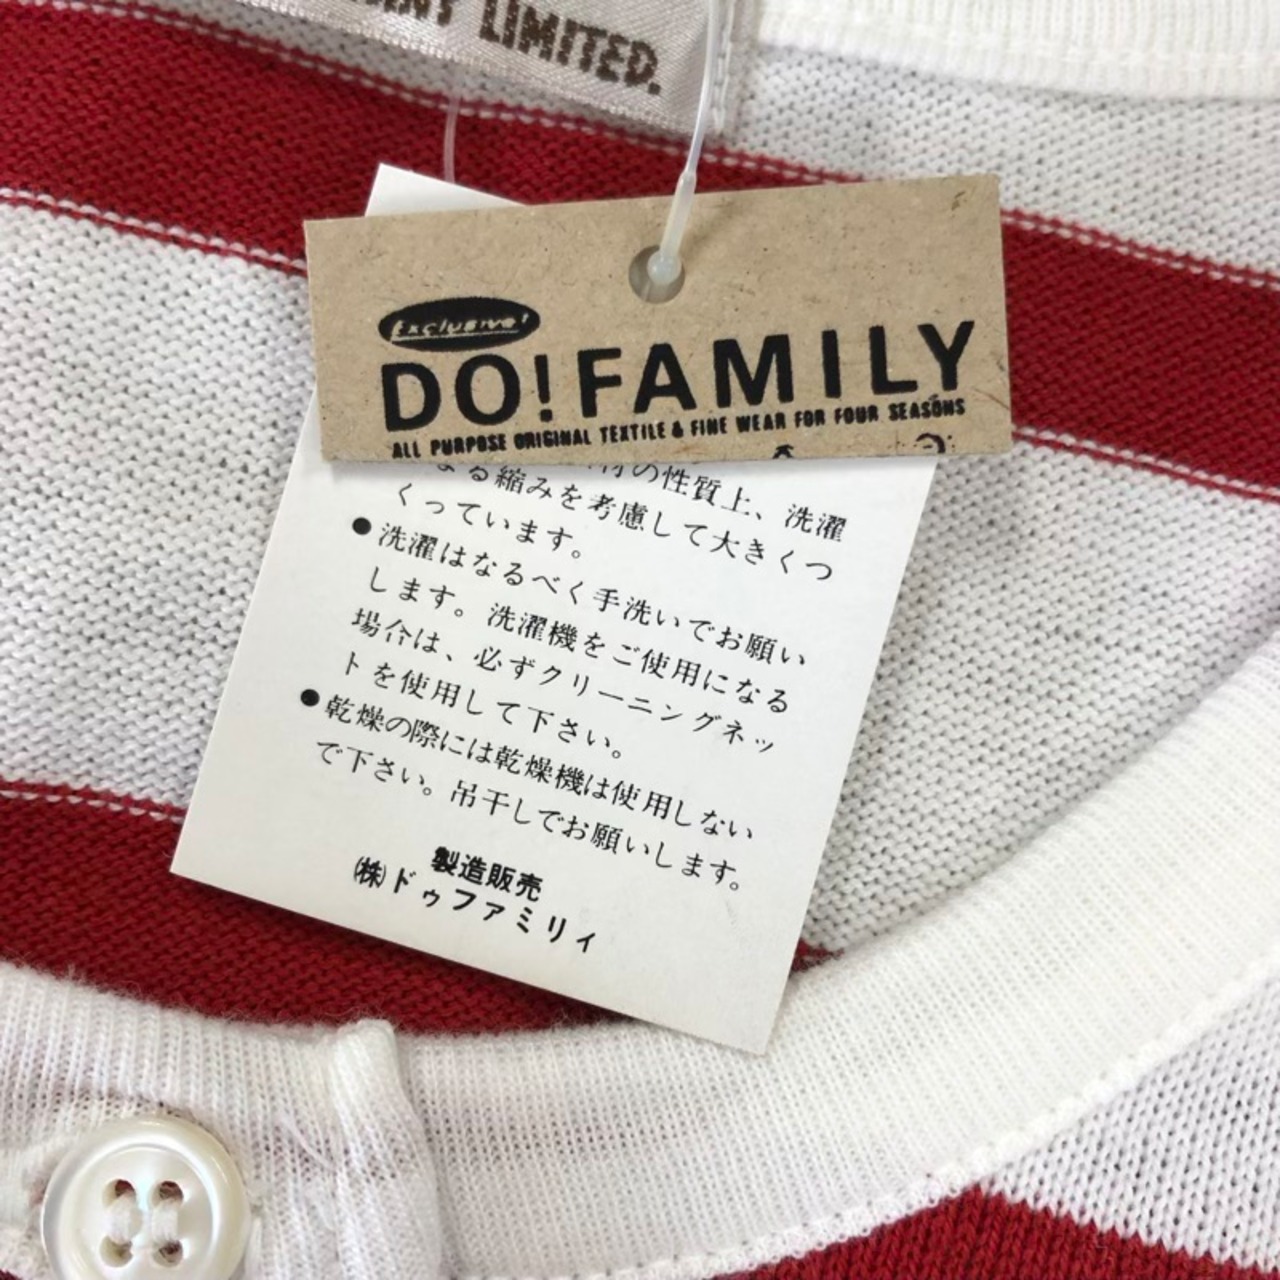 LIMITED.
Exclusive!
DO!FAMILY
ALL PURPOSE ORIGINAL TEXTILE & FINE WEAR FOR FOUR SEASONS
の性質上、洗濯
る縮みを考慮して大きくつ
くっています。
●洗濯はなるべく手洗いでお願い
します。洗濯機をご使用になる
場合は、必ずクリーニングネッ
トを使用して下さい。
●乾燥の際には乾燥機は使用しない
で下さい。吊干しでお願いします。
製造販売
㈱ドゥファミリィ